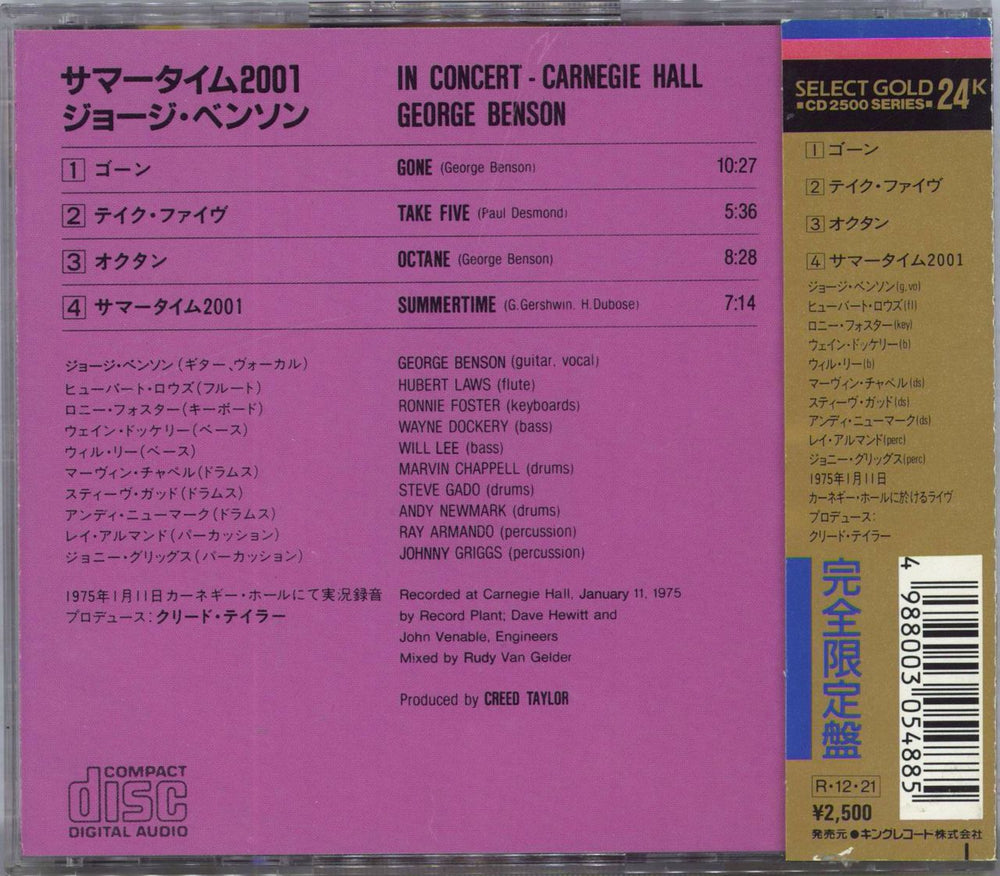 サマータイム2001
ジョージ・ベンソン
IN CONCERT - CARNEGIE HALL
GEORGE BENSON
1 ゴーン GONE (George Benson) 10:27
2 テイク・ファイヴ TAKE FIVE (Paul Desmond) 5:36
3 オクタン OCTANE (George Benson) 8:28
4 サマータイム2001 SUMMERTIME (G.Gershwin, H.Dubose) 7:14
ジョージ・ベンソン(ギター、ヴォーカル)
ヒューバート・ロウズ(フルート)
ロニー・フォスター(キーボード)
ウェイン・ドッケリー(ベース)
ウィル・リー(ベース)
マーヴィン・チャペル(ドラムス)
スティーヴ・ガッド(ドラムス)
アンディ・ニューマーク(ドラムス)
レイ・アルマンド(パーカッション)
ジョニー・グリッグス(パーカッション)
1975年1月11日カーネギー・ホールにて実況録音
プロデュース:クリード・テイラー
GEORGE BENSON (guitar, vocal)
HUBERT LAWS (flute)
RONNIE FOSTER (keyboards)
WAYNE DOCKERY (bass)
WILL LEE (bass)
MARVIN CHAPPELL (drums)
STEVE GADO (drums)
ANDY NEWMARK (drums)
RAY ARMANDO (percussion)
JOHNNY GRIGGS (percussion)
Recorded at Carnegie Hall, January 11, 1975
by Record Plant; Dave Hewitt and
John Venable, Engineers
Mixed by Rudy Van Gelder
Produced by CREED TAYLOR
COMPACT
disc
DIGITAL AUDIO
SELECT GOLD 24K
■CD2500 SERIES■
1 ゴーン
2 テイク・ファイヴ
3 オクタン
4 サマータイム2001
ジョージ・ベンソン(g,vo)
ヒューバート・ロウズ(fl)
ロニー・フォスター(key)
ウェイン・ドッケリー(b)
ウィル・リー(b)
マーヴィン・チャペル(ds)
スティーヴ・ガッド(ds)
アンディ・ニューマーク(ds)
レイ・アルマンド(perc)
ジョニー・グリッグス(perc)
1975年1月11日
カーネギー・ホールに於けるライヴ
プロデュース:
クリード・テイラー
完全限定盤
4 988003 054885
R・12・21
¥2,500
発売元●キングレコード株式会社